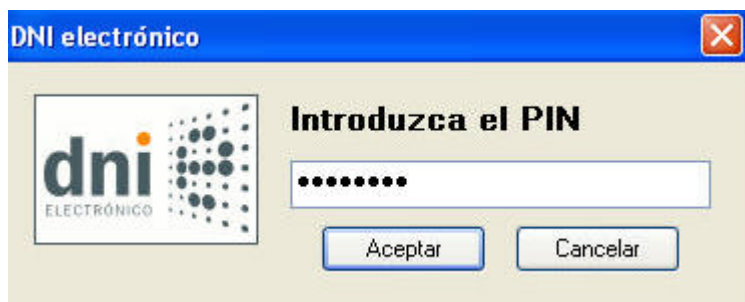 DNI electrónico
Introduzca el PIN
dni
ELECTRÓNICO
••••••••
Aceptar Cancelar